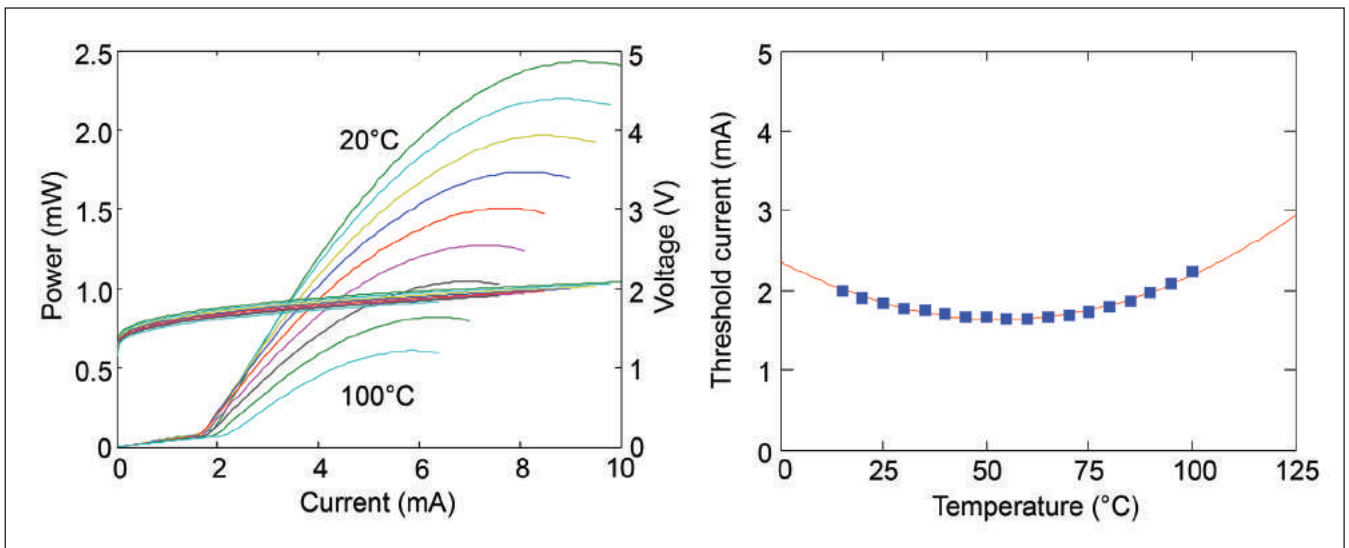 2.5
2.0
1.5
1.0
0.5
0
Power (mW)
20°C
100°C
5
4
3
2
1
0
Voltage (V)
0 2 4 6 8 10
Current (mA)
5
4
3
2
1
0
Threshold current (mA)
0 25 50 75 100 125
Temperature (°C)